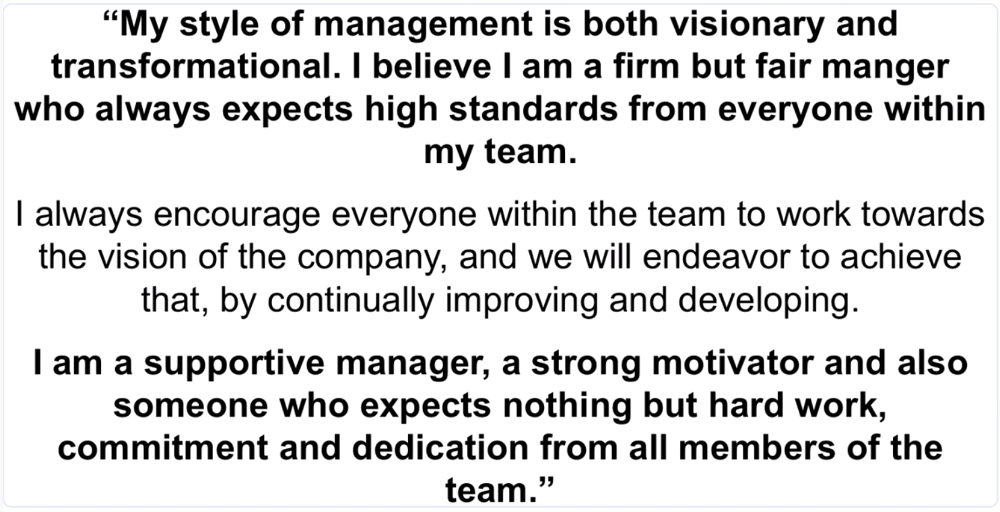 “My style of management is both visionary and
transformational. I believe I am a firm but fair manger
who always expects high standards from everyone within
my team.
I always encourage everyone within the team to work towards
the vision of the company, and we will endeavor to achieve
that, by continually improving and developing.
I am a supportive manager, a strong motivator and also
someone who expects nothing but hard work,
commitment and dedication from all members of the
team.”